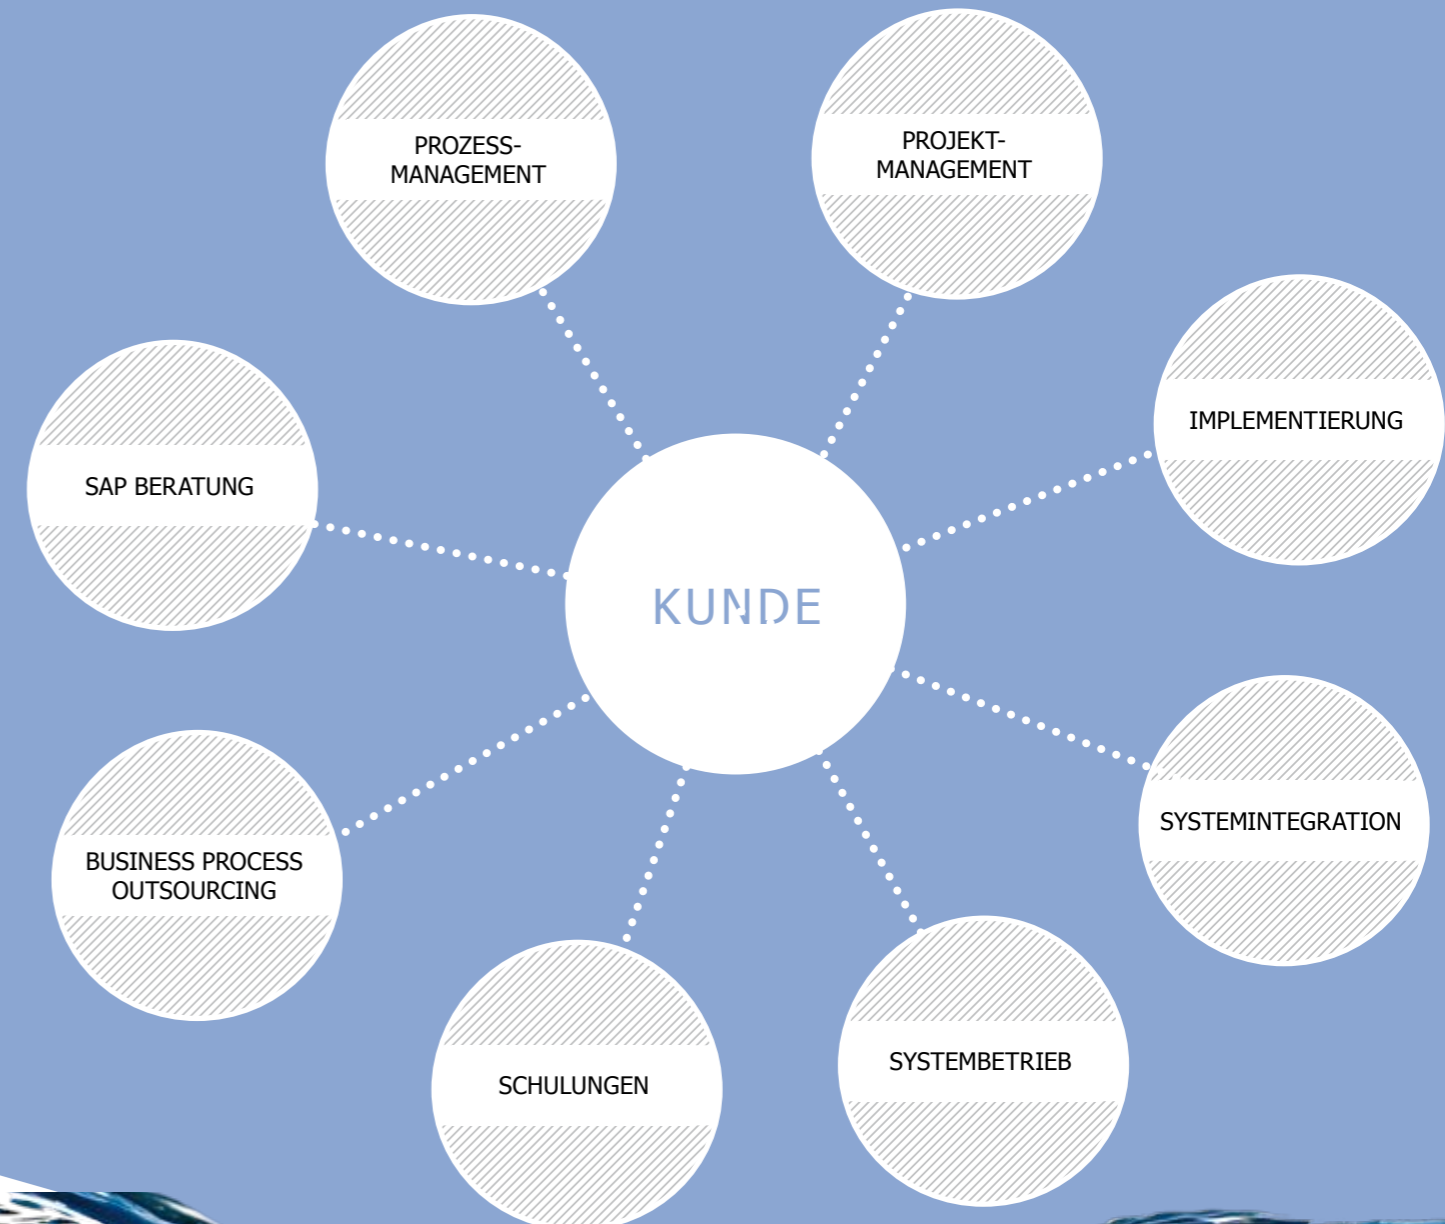 PROZESS-
MANAGEMENT
PROJEKT-
MANAGEMENT
IMPLEMENTIERUNG
SAP BERATUNG
KUNDE
SYSTEMINTEGRATION
BUSINESS PROCESS
OUTSOURCING
SYSTEMBETRIEB
SCHULUNGEN